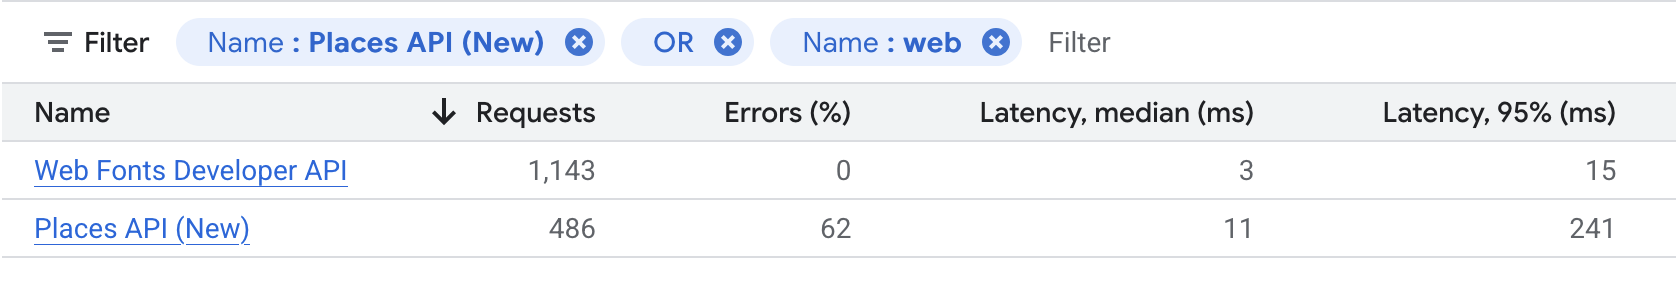 Filter Name : Places API (New) OR Name : web Filter
Name Requests Errors (%) Latency, median (ms) Latency, 95% (ms)
Web Fonts Developer API 1,143 0 3 15
Places API (New) 486 62 11 241